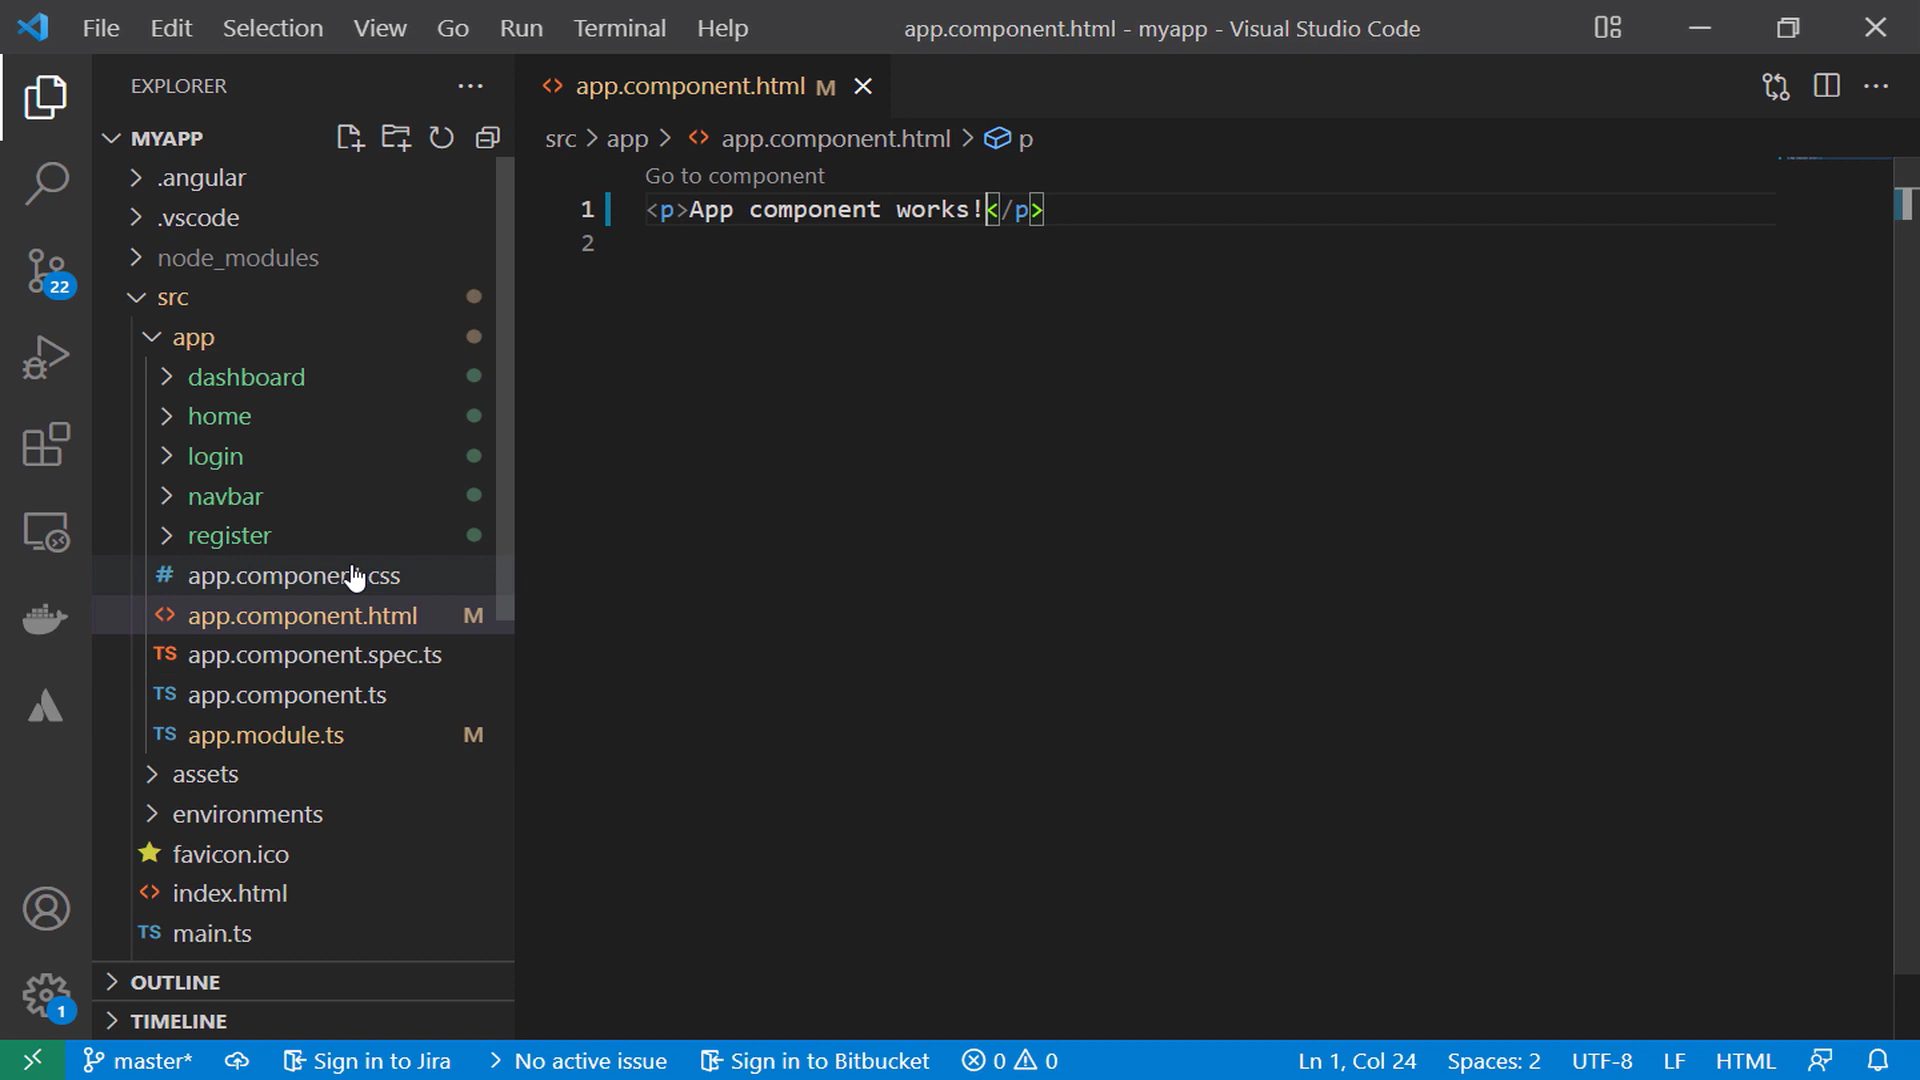 File Edit Selection View Go Run Terminal Help app.component.html - myapp - Visual Studio Code
EXPLORER
MYAPP
.angular
.vscode
node_modules
src
app
dashboard
home
login
navbar
register
# app.component.css
<> app.component.html M
TS app.component.spec.ts
TS app.component.ts
TS app.module.ts M
assets
environments
favicon.ico
<> index.html
TS main.ts
OUTLINE
TIMELINE
22
1
<> app.component.html M
src > app > <> app.component.html > p
Go to component
1 <p>App component works!</p>
2
master* Sign in to Jira > No active issue Sign in to Bitbucket 0 0 Ln 1, Col 24 Spaces: 2 UTF-8 LF HTML